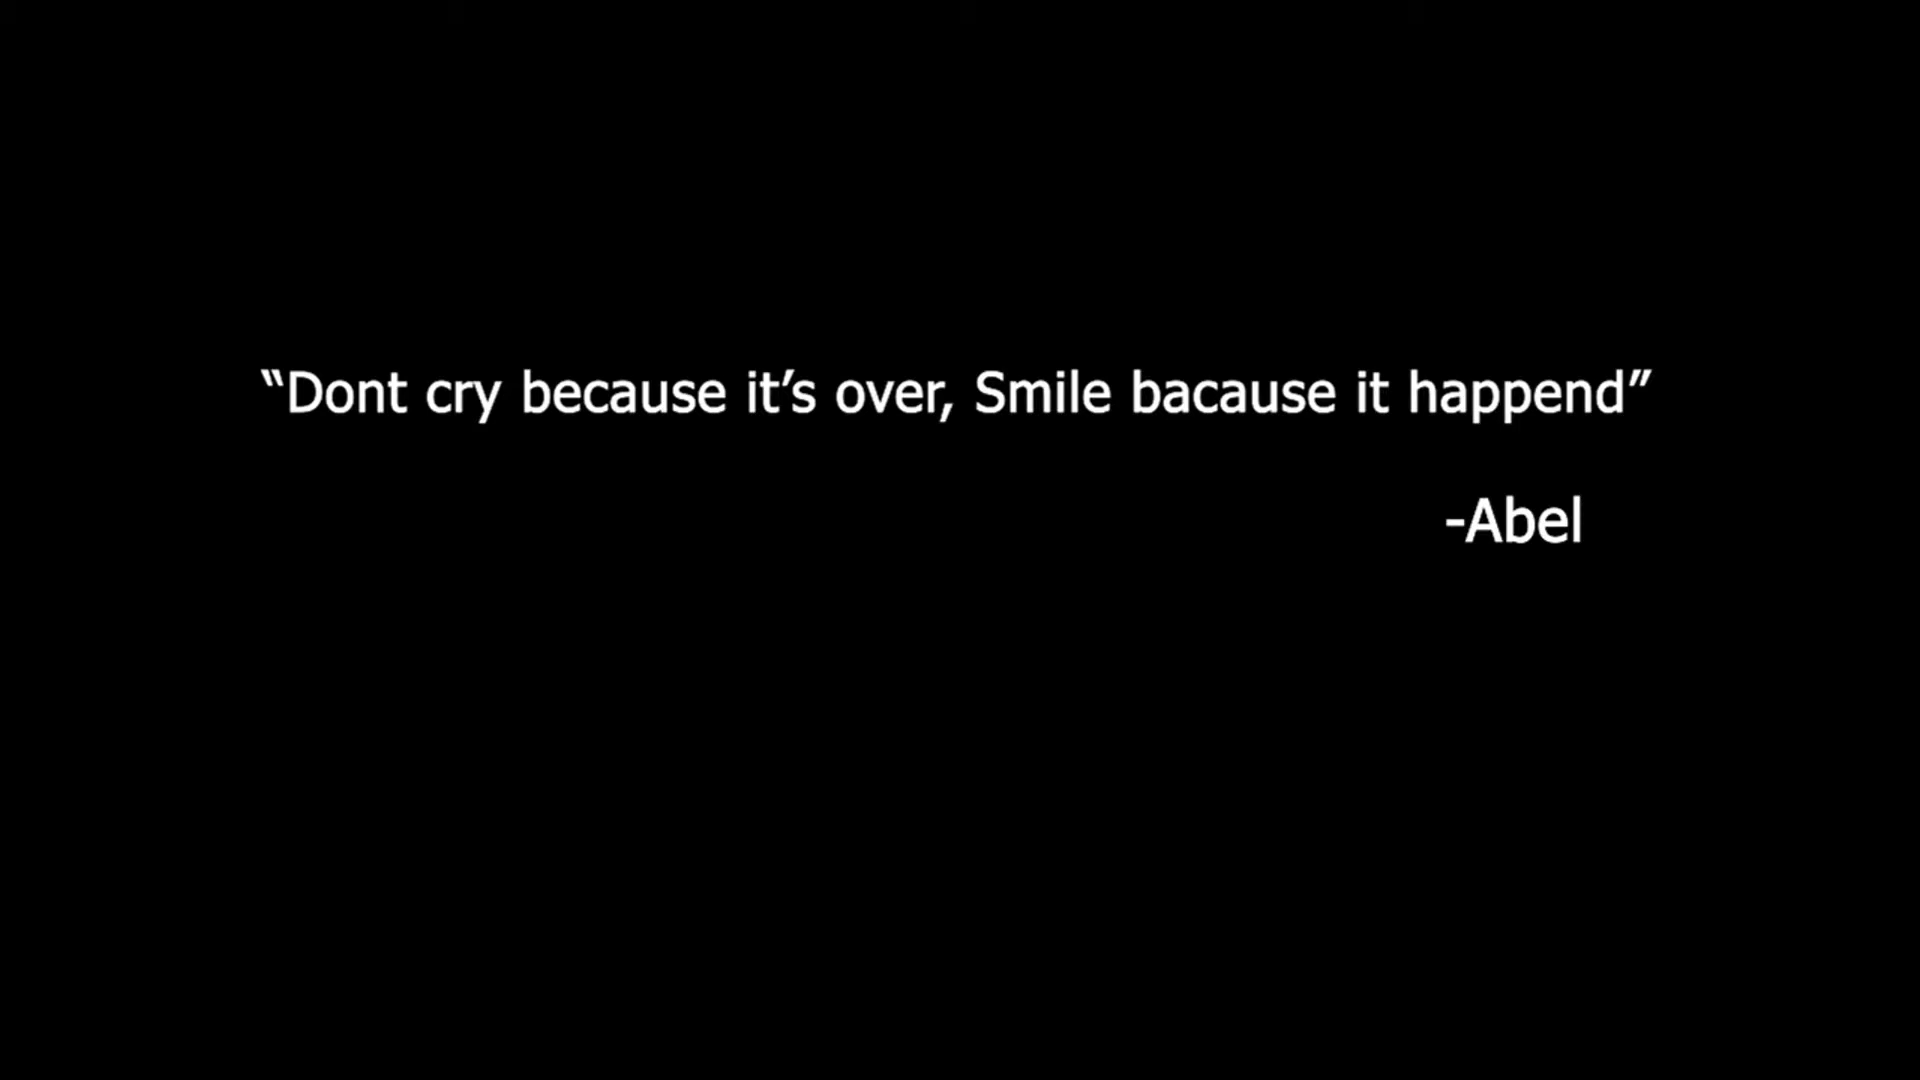 “Dont cry because it’s over, Smile bacause it happend”
-Abel